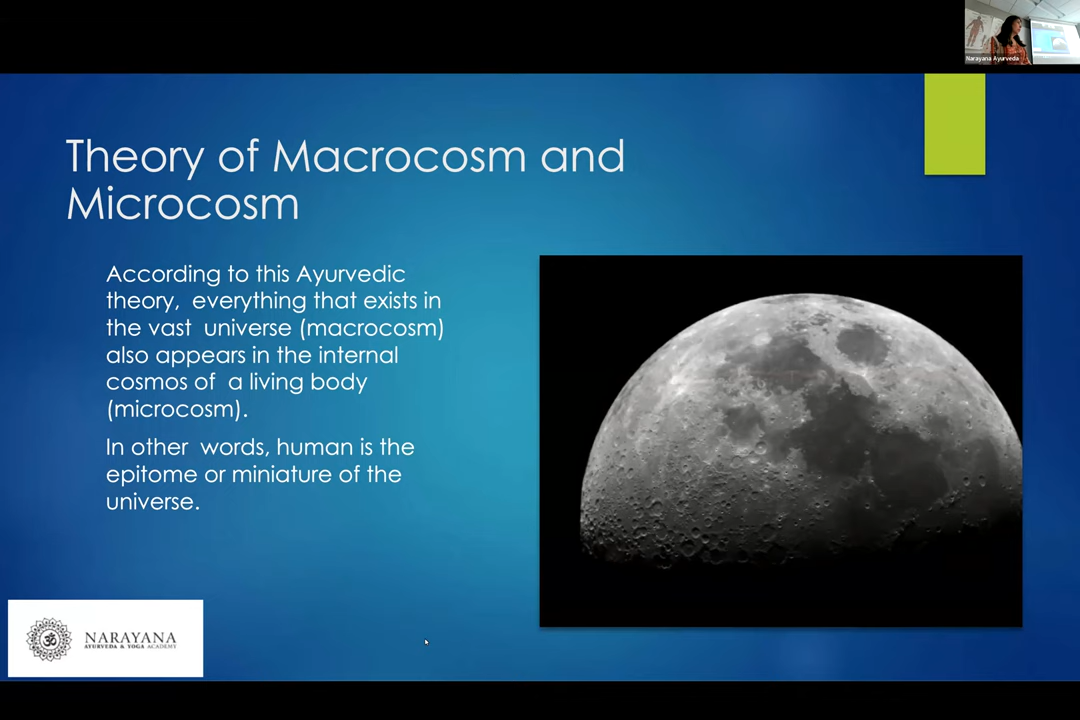 Narayana Ayurveda
Theory of Macrocosm and
Microcosm
According to this Ayurvedic
theory, everything that exists in
the vast universe (macrocosm)
also appears in the internal
cosmos of a living body
(microcosm).
In other words, human is the
epitome or miniature of the
universe.
NARAYANA
AYURVEDA & YOGA ACADEMY